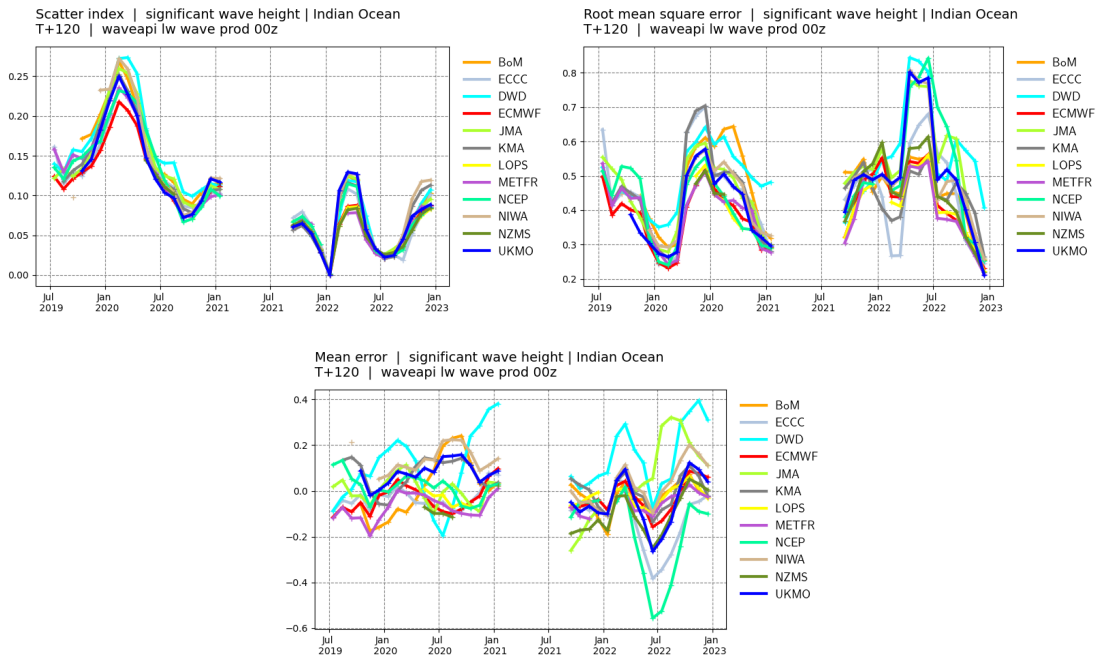 Scatter index | significant wave height | Indian Ocean
T+120 | waveapi lw wave prod 00z
0.25
0.20
0.15
0.10
0.05
0.00
Jul 2019
Jan 2020
Jul 2020
Jan 2021
Jul 2021
Jan 2022
Jul 2022
Jan 2023
BoM
ECCC
DWD
ECMWF
JMA
KMA
LOPS
METFR
NCEP
NIWA
NZMS
UKMO
Root mean square error | significant wave height | Indian Ocean
T+120 | waveapi lw wave prod 00z
0.8
0.7
0.6
0.5
0.4
0.3
0.2
Jul 2019
Jan 2020
Jul 2020
Jan 2021
Jul 2021
Jan 2022
Jul 2022
Jan 2023
BoM
ECCC
DWD
ECMWF
JMA
KMA
LOPS
METFR
NCEP
NIWA
NZMS
UKMO
Mean error | significant wave height | Indian Ocean
T+120 | waveapi lw wave prod 00z
0.4
0.2
0.0
−0.2
−0.4
−0.6
Jul 2019
Jan 2020
Jul 2020
Jan 2021
Jul 2021
Jan 2022
Jul 2022
Jan 2023
BoM
ECCC
DWD
ECMWF
JMA
KMA
LOPS
METFR
NCEP
NIWA
NZMS
UKMO